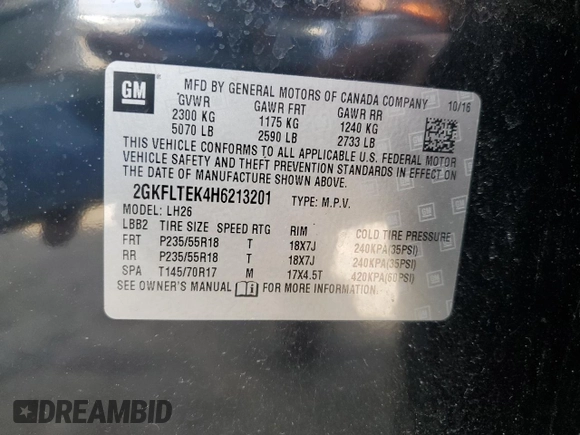 GM
MFD BY GENERAL MOTORS OF CANADA COMPANY 10/16
GVWR GAWR FRT GAWR RR
2300 KG 1175 KG 1240 KG
5070 LB 2590 LB 2733 LB
THIS VEHICLE CONFORMS TO ALL APPLICABLE U.S. FEDERAL MOTOR
VEHICLE SAFETY AND THEFT PREVENTION STANDARDS IN EFFECT ON
THE DATE OF MANUFACTURE SHOWN ABOVE.
2GKFLTEK4H6213201 TYPE: M.P.V.
MODEL: LH26
LBB2 TIRE SIZE SPEED RTG RIM COLD TIRE PRESSURE
FRT P235/55R18 T 18X7J 240KPA(35PSI)
RR P235/55R18 T 18X7J 240KPA(35PSI)
SPA T145/70R17 M 17X4.5T 420KPA(60PSI)
SEE OWNER'S MANUAL FOR MORE INFORMATION.
DREAMBID